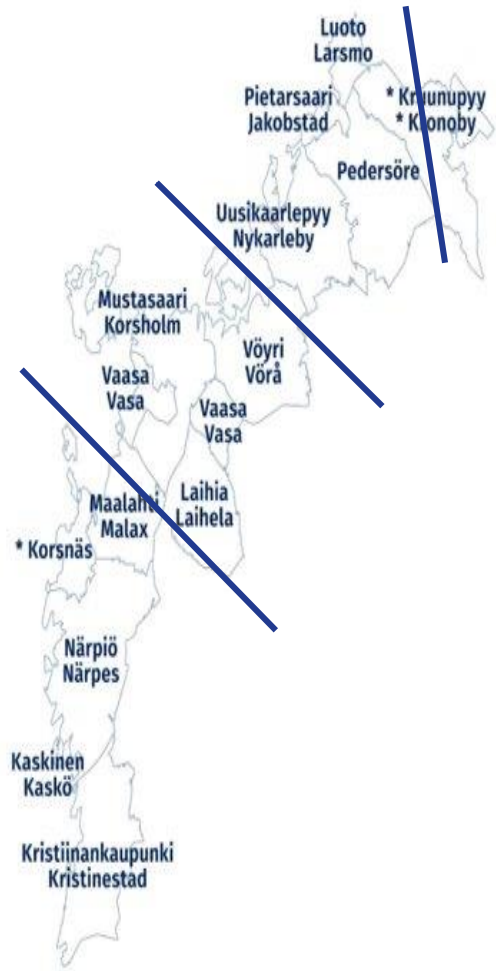 Luoto
Larsmo
* Kruunupyy
* Kronoby
Pietarsaari
Jakobstad
Pedersöre
Uusikaarlepyy
Nykarleby
Mustasaari
Korsholm
Vöyri
Vörå
Vaasa
Vasa
Vaasa
Vasa
Laihia
Laihela
Maalahti
Malax
* Korsnäs
Närpiö
Närpes
Kaskinen
Kaskö
Kristiinankaupunki
Kristinestad